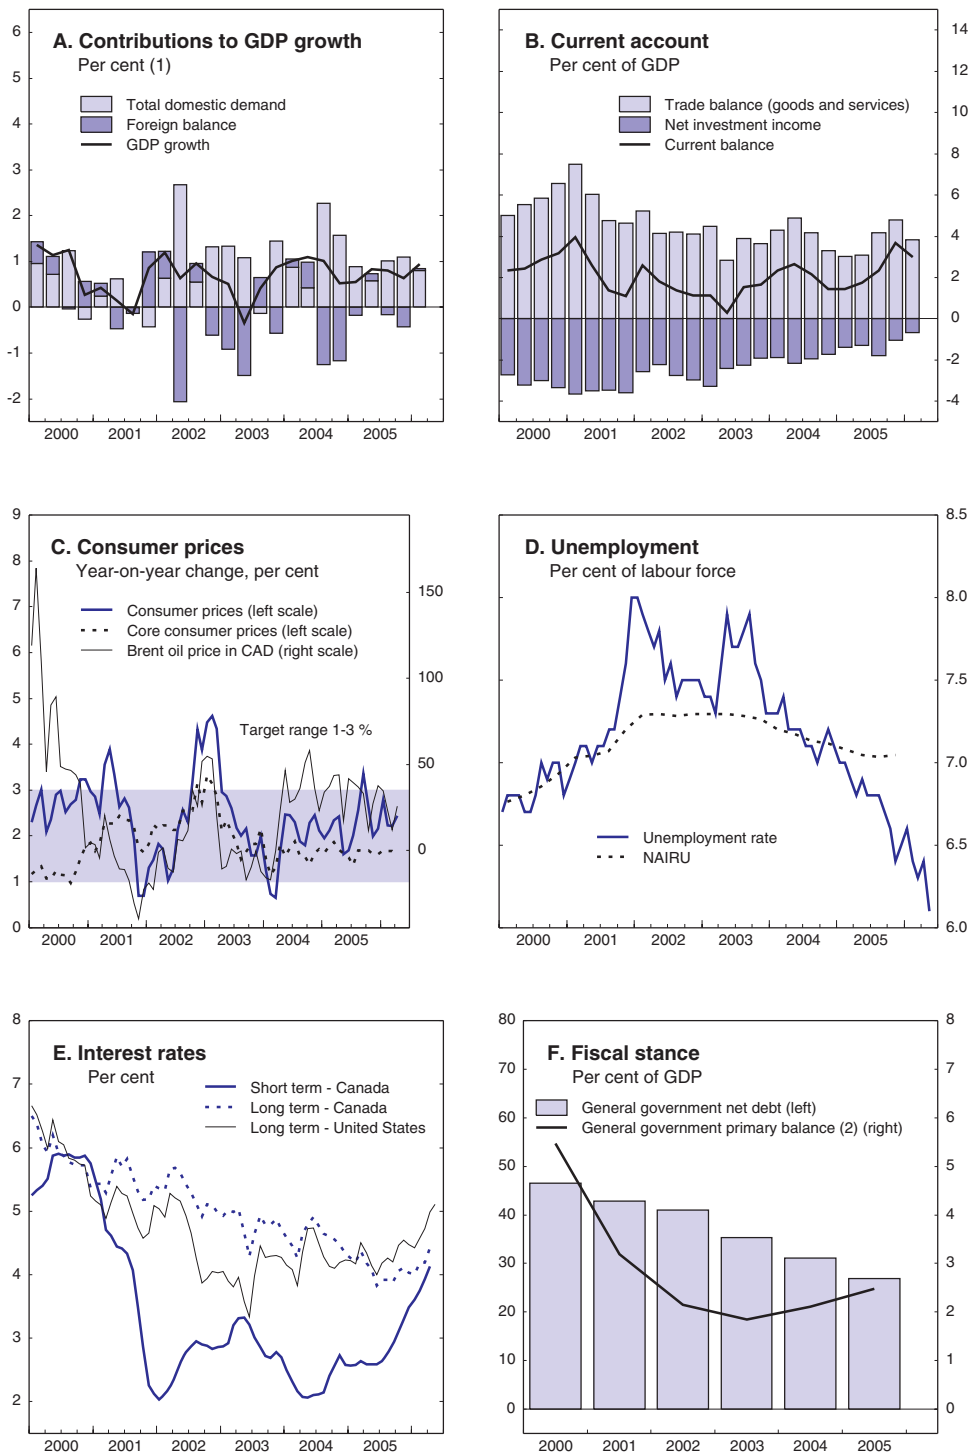 A. Contributions to GDP growth
Per cent (1)
Total domestic demand
Foreign balance
GDP growth
6
5
4
3
2
1
0
-1
-2
2000 2001 2002 2003 2004 2005
B. Current account
Per cent of GDP
Trade balance (goods and services)
Net investment income
Current balance
14
12
10
8
6
4
2
0
-2
-4
2000 2001 2002 2003 2004 2005
C. Consumer prices
Year-on-year change, per cent
Consumer prices (left scale)
Core consumer prices (left scale)
Brent oil price in CAD (right scale)
Target range 1-3 %
9
8
7
6
5
4
3
2
1
0
150
100
50
0
2000 2001 2002 2003 2004 2005
D. Unemployment
Per cent of labour force
Unemployment rate
NAIRU
8.5
8.0
7.5
7.0
6.5
6.0
2000 2001 2002 2003 2004 2005
E. Interest rates
Per cent
Short term - Canada
Long term - Canada
Long term - United States
8
7
6
5
4
3
2
2000 2001 2002 2003 2004 2005
F. Fiscal stance
Per cent of GDP
General government net debt (left)
General government primary balance (2) (right)
80
70
60
50
40
30
20
10
0
8
7
6
5
4
3
2
1
0
2000 2001 2002 2003 2004 2005